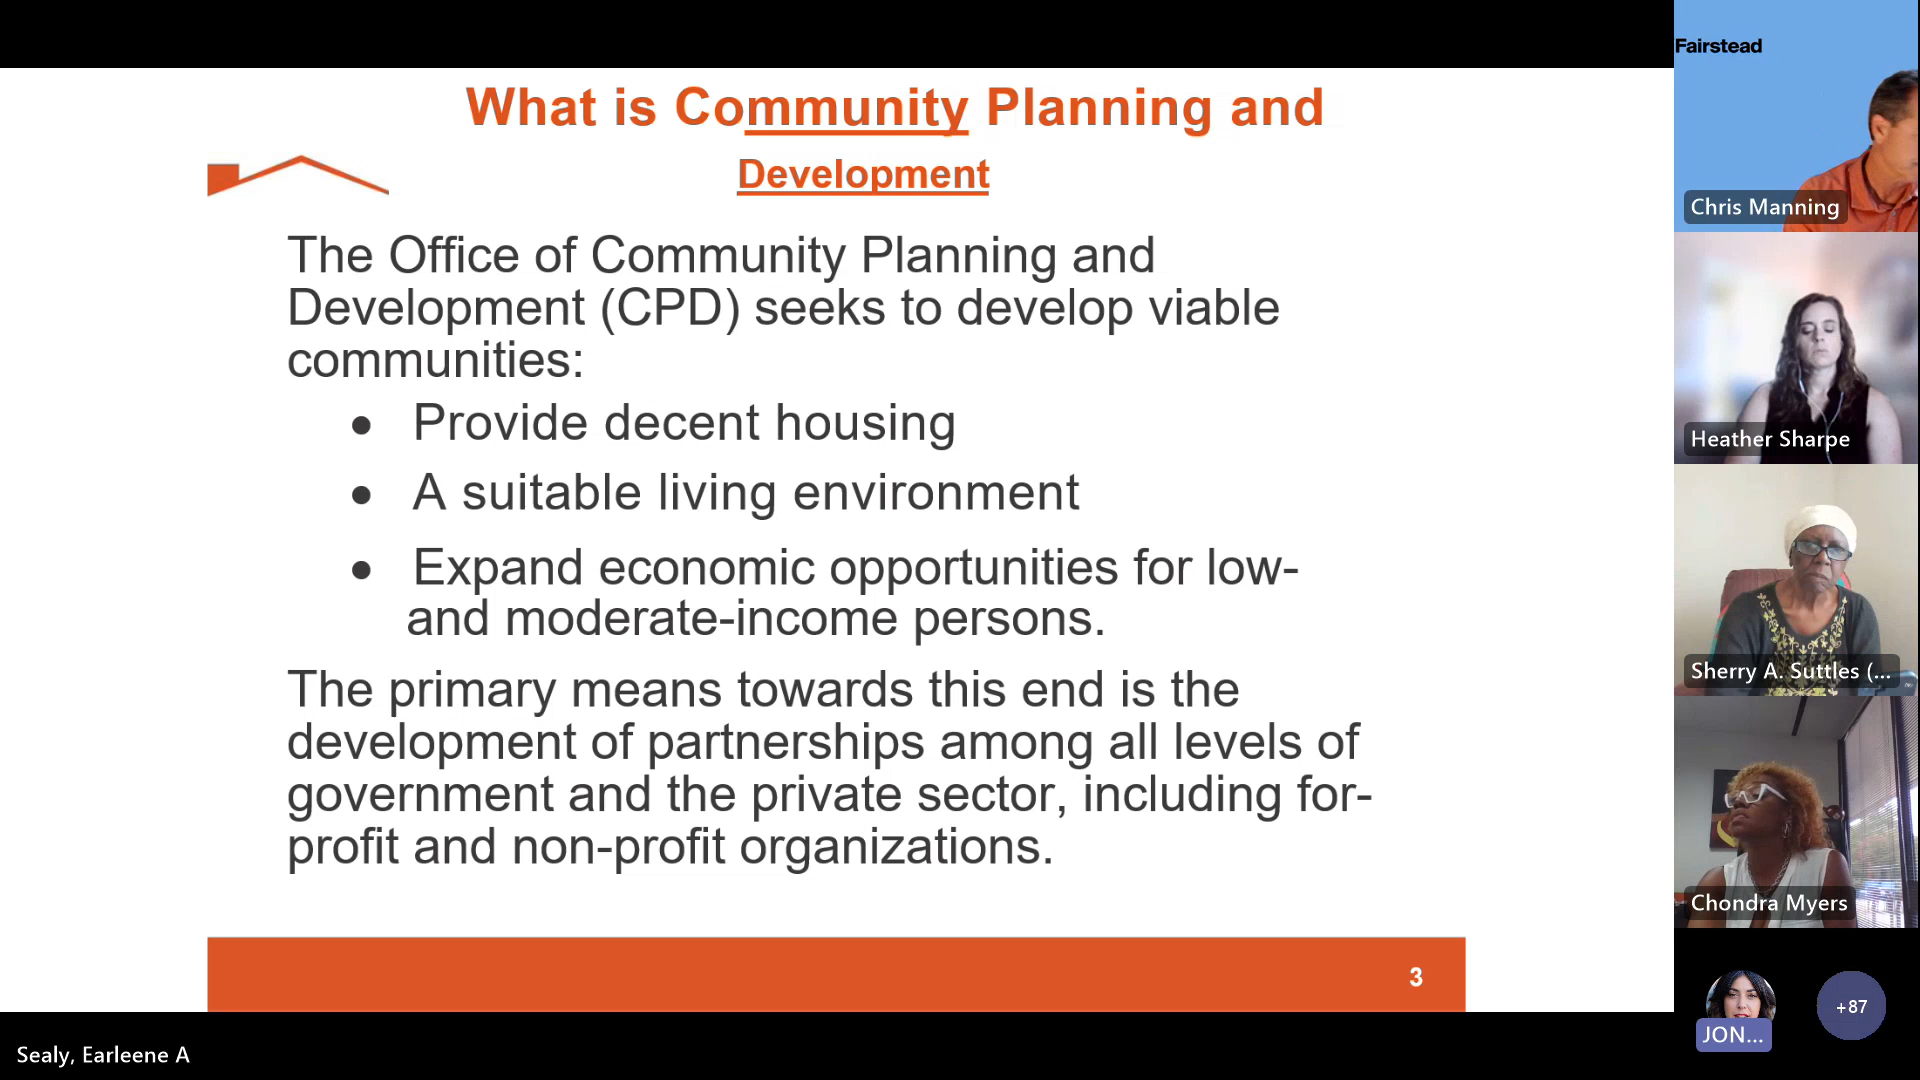 What is Community Planning and
Development
The Office of Community Planning and
Development (CPD) seeks to develop viable
communities:
• Provide decent housing
• A suitable living environment
• Expand economic opportunities for low-
and moderate-income persons.
The primary means towards this end is the
development of partnerships among all levels of
government and the private sector, including for-
profit and non-profit organizations.
3
Fairstead
Chris Manning
Heather Sharpe
Sherry A. Suttles (...
Chondra Myers
JON...
+87
Sealy, Earleene A